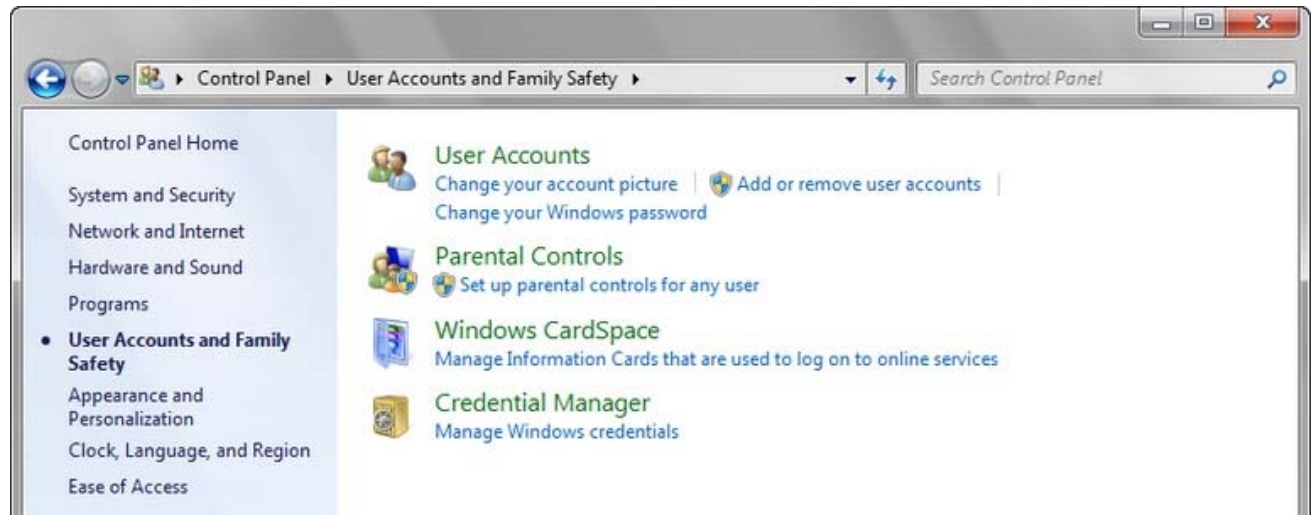 Control Panel ▸ User Accounts and Family Safety ▸
Search Control Panel
Control Panel Home
System and Security
Network and Internet
Hardware and Sound
Programs
• User Accounts and Family
Safety
Appearance and
Personalization
Clock, Language, and Region
Ease of Access
User Accounts
Change your account picture | Add or remove user accounts |
Change your Windows password
Parental Controls
Set up parental controls for any user
Windows CardSpace
Manage Information Cards that are used to log on to online services
Credential Manager
Manage Windows credentials